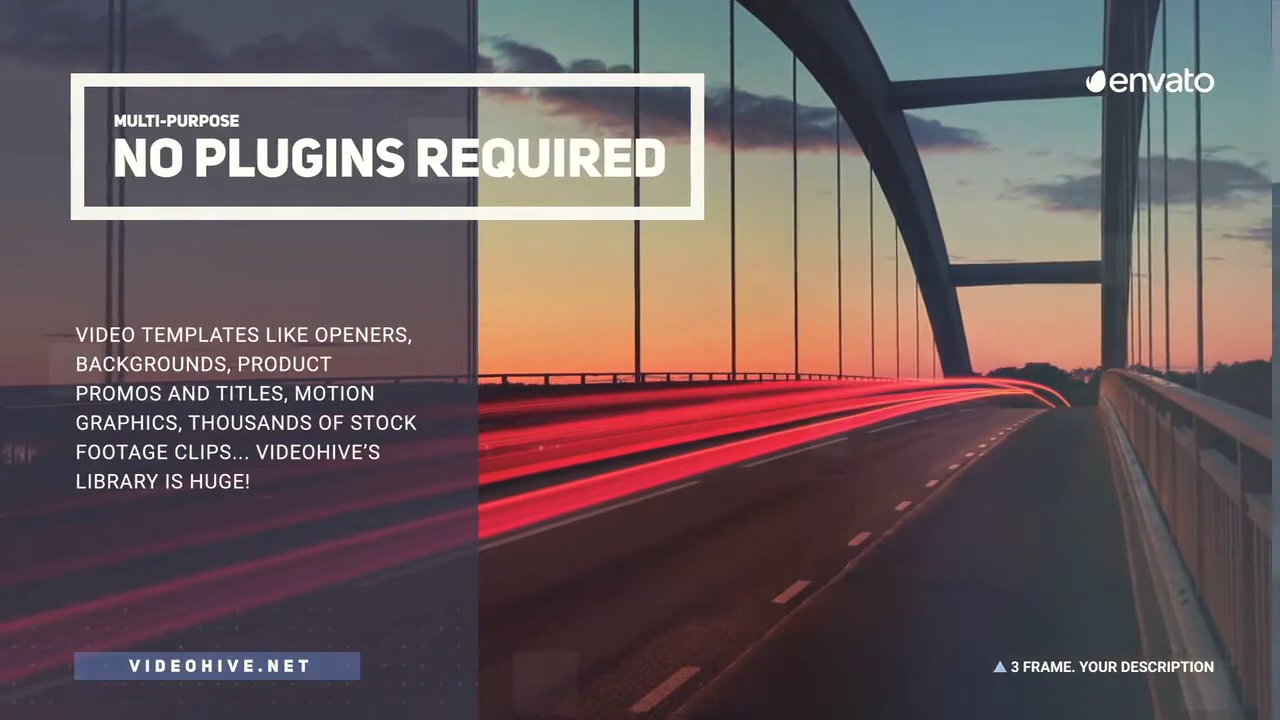 MULTI-PURPOSE
NO PLUGINS REQUIRED
envato
VIDEO TEMPLATES LIKE OPENERS,
BACKGROUNDS, PRODUCT
PROMOS AND TITLES, MOTION
GRAPHICS, THOUSANDS OF STOCK
FOOTAGE CLIPS... VIDEOHIVE’S
LIBRARY IS HUGE!
VIDEOHIVE.NET
3 FRAME. YOUR DESCRIPTION